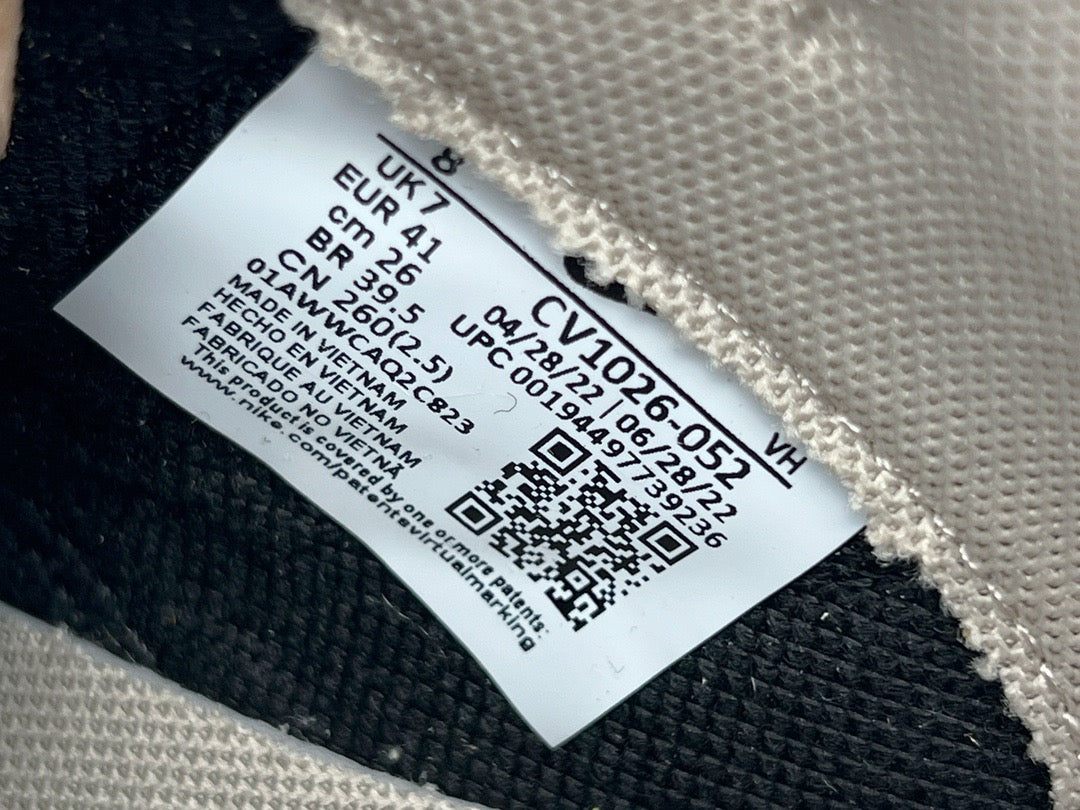 8
UK 7
EUR 41
cm 26
BR 39.5
CN 260(2.5)
01AWWCAQ2C823
MADE IN VIETNAM
HECHO EN VIETNAM
FABRIQUE AU VIETNAM
FABRICADO NO VIETNÃ
This product is covered by one or more patents:
www.nike.com/patentsvirtualmarking
VH
CV1026-052
04/28/22 | 06/28/22
UPC 00194497739236